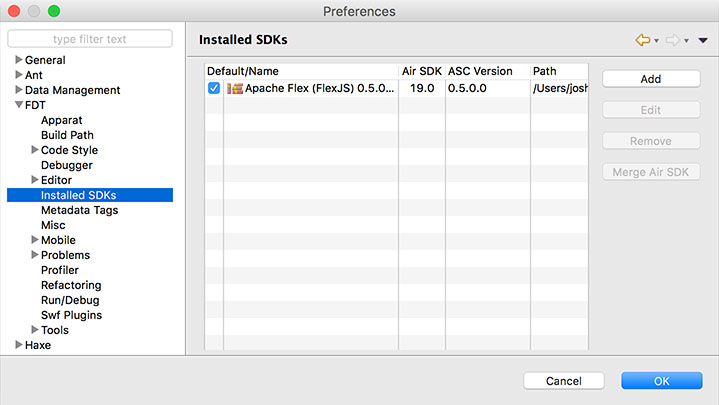 Preferences
type filter text
General
Ant
Data Management
FDT
Apparat
Build Path
Code Style
Debugger
Editor
Installed SDKs
Metadata Tags
Misc
Mobile
Problems
Profiler
Refactoring
Run/Debug
Swf Plugins
Tools
Haxe
Installed SDKs
Default/Name Air SDK ASC Version Path
Apache Flex (FlexJS) 0.5.0... 19.0 0.5.0.0 /Users/josh
Add
Edit
Remove
Merge Air SDK
Cancel
OK